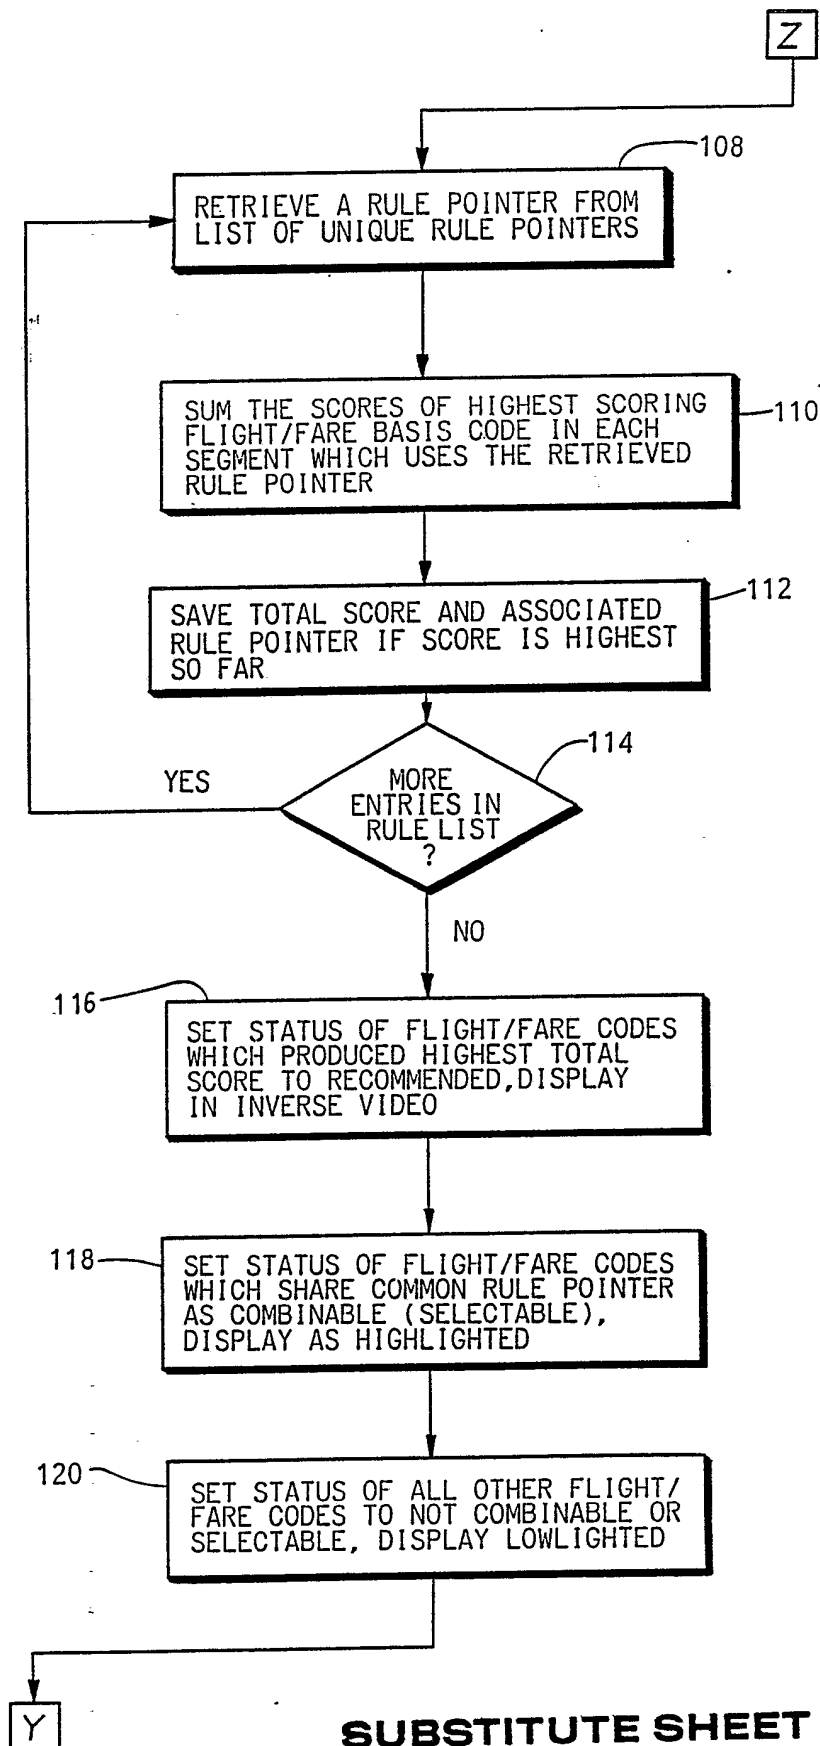 Z
108
RETRIEVE A RULE POINTER FROM
LIST OF UNIQUE RULE POINTERS
110
SUM THE SCORES OF HIGHEST SCORING
FLIGHT/FARE BASIS CODE IN EACH
SEGMENT WHICH USES THE RETRIEVED
RULE POINTER
112
SAVE TOTAL SCORE AND ASSOCIATED
RULE POINTER IF SCORE IS HIGHEST
SO FAR
114
YES
MORE
ENTRIES IN
RULE LIST
?
NO
116
SET STATUS OF FLIGHT/FARE CODES
WHICH PRODUCED HIGHEST TOTAL
SCORE TO RECOMMENDED, DISPLAY
IN INVERSE VIDEO
118
SET STATUS OF FLIGHT/FARE CODES
WHICH SHARE COMMON RULE POINTER
AS COMBINABLE (SELECTABLE),
DISPLAY AS HIGHLIGHTED
120
SET STATUS OF ALL OTHER FLIGHT/
FARE CODES TO NOT COMBINABLE OR
SELECTABLE, DISPLAY LOWLIGHTED
Y
SUBSTITUTE SHEET